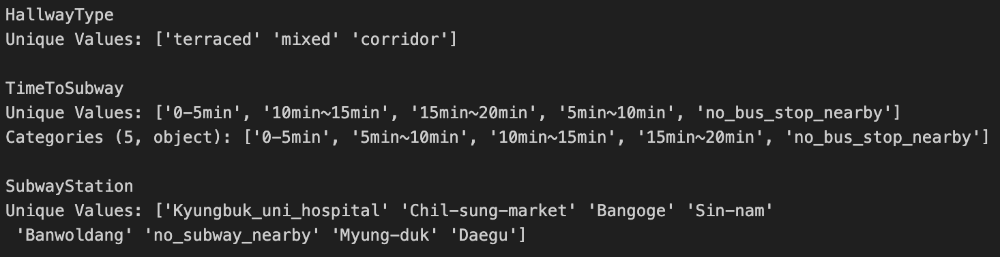 HallwayType
Unique Values: ['terraced' 'mixed' 'corridor']
TimeToSubway
Unique Values: ['0-5min', '10min~15min', '15min~20min', '5min~10min', 'no_bus_stop_nearby']
Categories (5, object): ['0-5min', '5min~10min', '10min~15min', '15min~20min', 'no_bus_stop_nearby']
SubwayStation
Unique Values: ['Kyungbuk_uni_hospital' 'Chil-sung-market' 'Bangoge' 'Sin-nam'
'Banwoldang' 'no_subway_nearby' 'Myung-duk' 'Daegu']